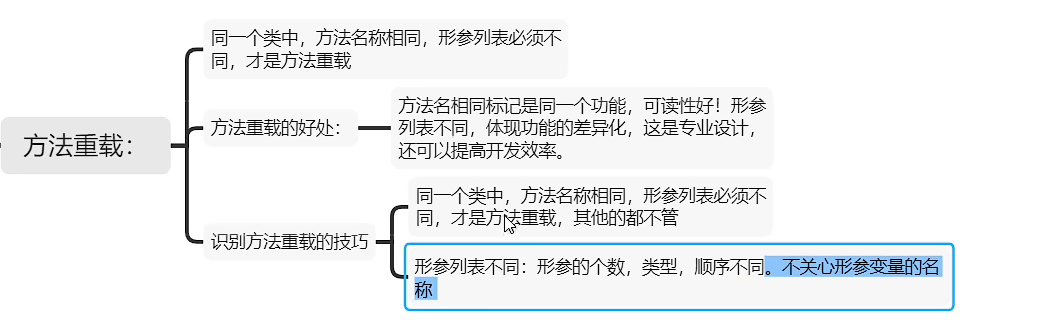 方法重载：
同一个类中，方法名称相同，形参列表必须不
同，才是方法重载
方法重载的好处：
方法名相同标记是同一个功能，可读性好！形参
列表不同，体现功能的差异化，这是专业设计，
还可以提高开发效率。
识别方法重载的技巧
同一个类中，方法名称相同，形参列表必须不
同，才是方法重载，其他的都不管
形参列表不同：形参的个数，类型，顺序不同。不关心形参变量的名
称